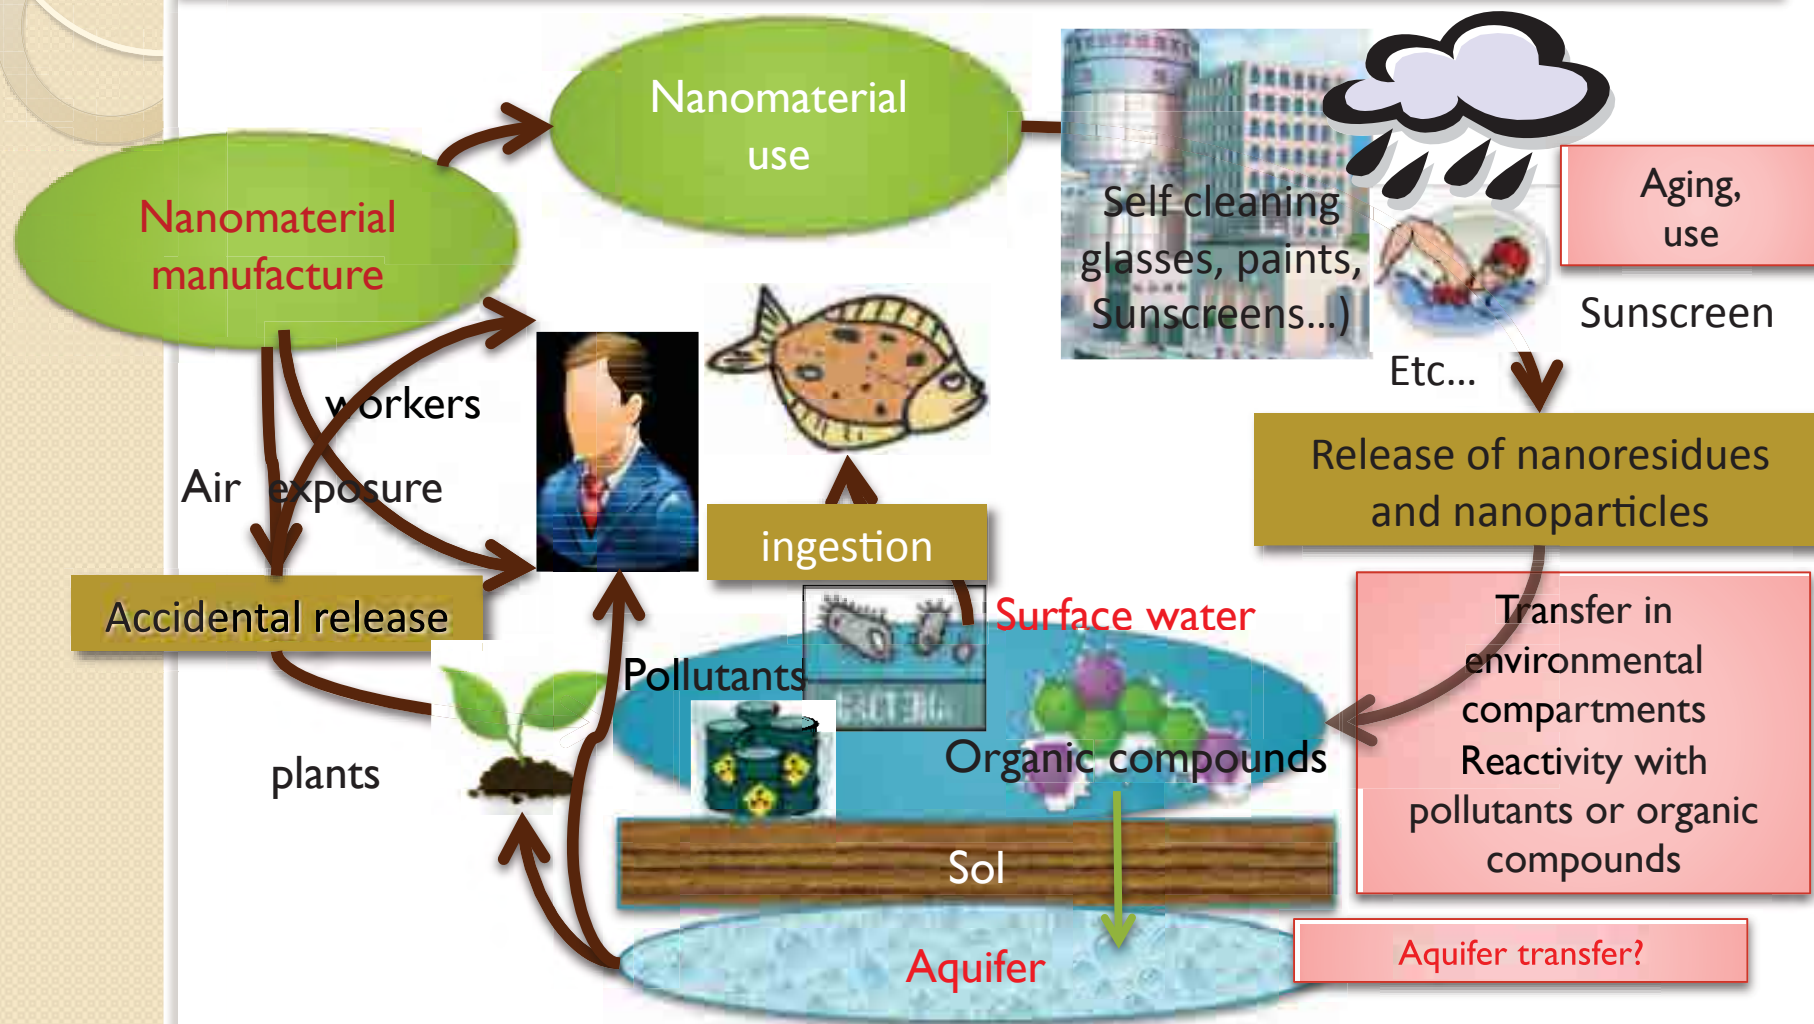 Nanomaterial
use
Nanomaterial
manufacture
Self cleaning
glasses, paints,
Sunscreens...)
Aging,
use
Sunscreen
Etc...
workers
Air exposure
Release of nanoresidues
and nanoparticles
ingestion
Accidental release
Surface water
Pollutants
Organic compounds
plants
Transfer in
environmental
compartments
Reactivity with
pollutants or organic
compounds
Sol
Aquifer
Aquifer transfer?